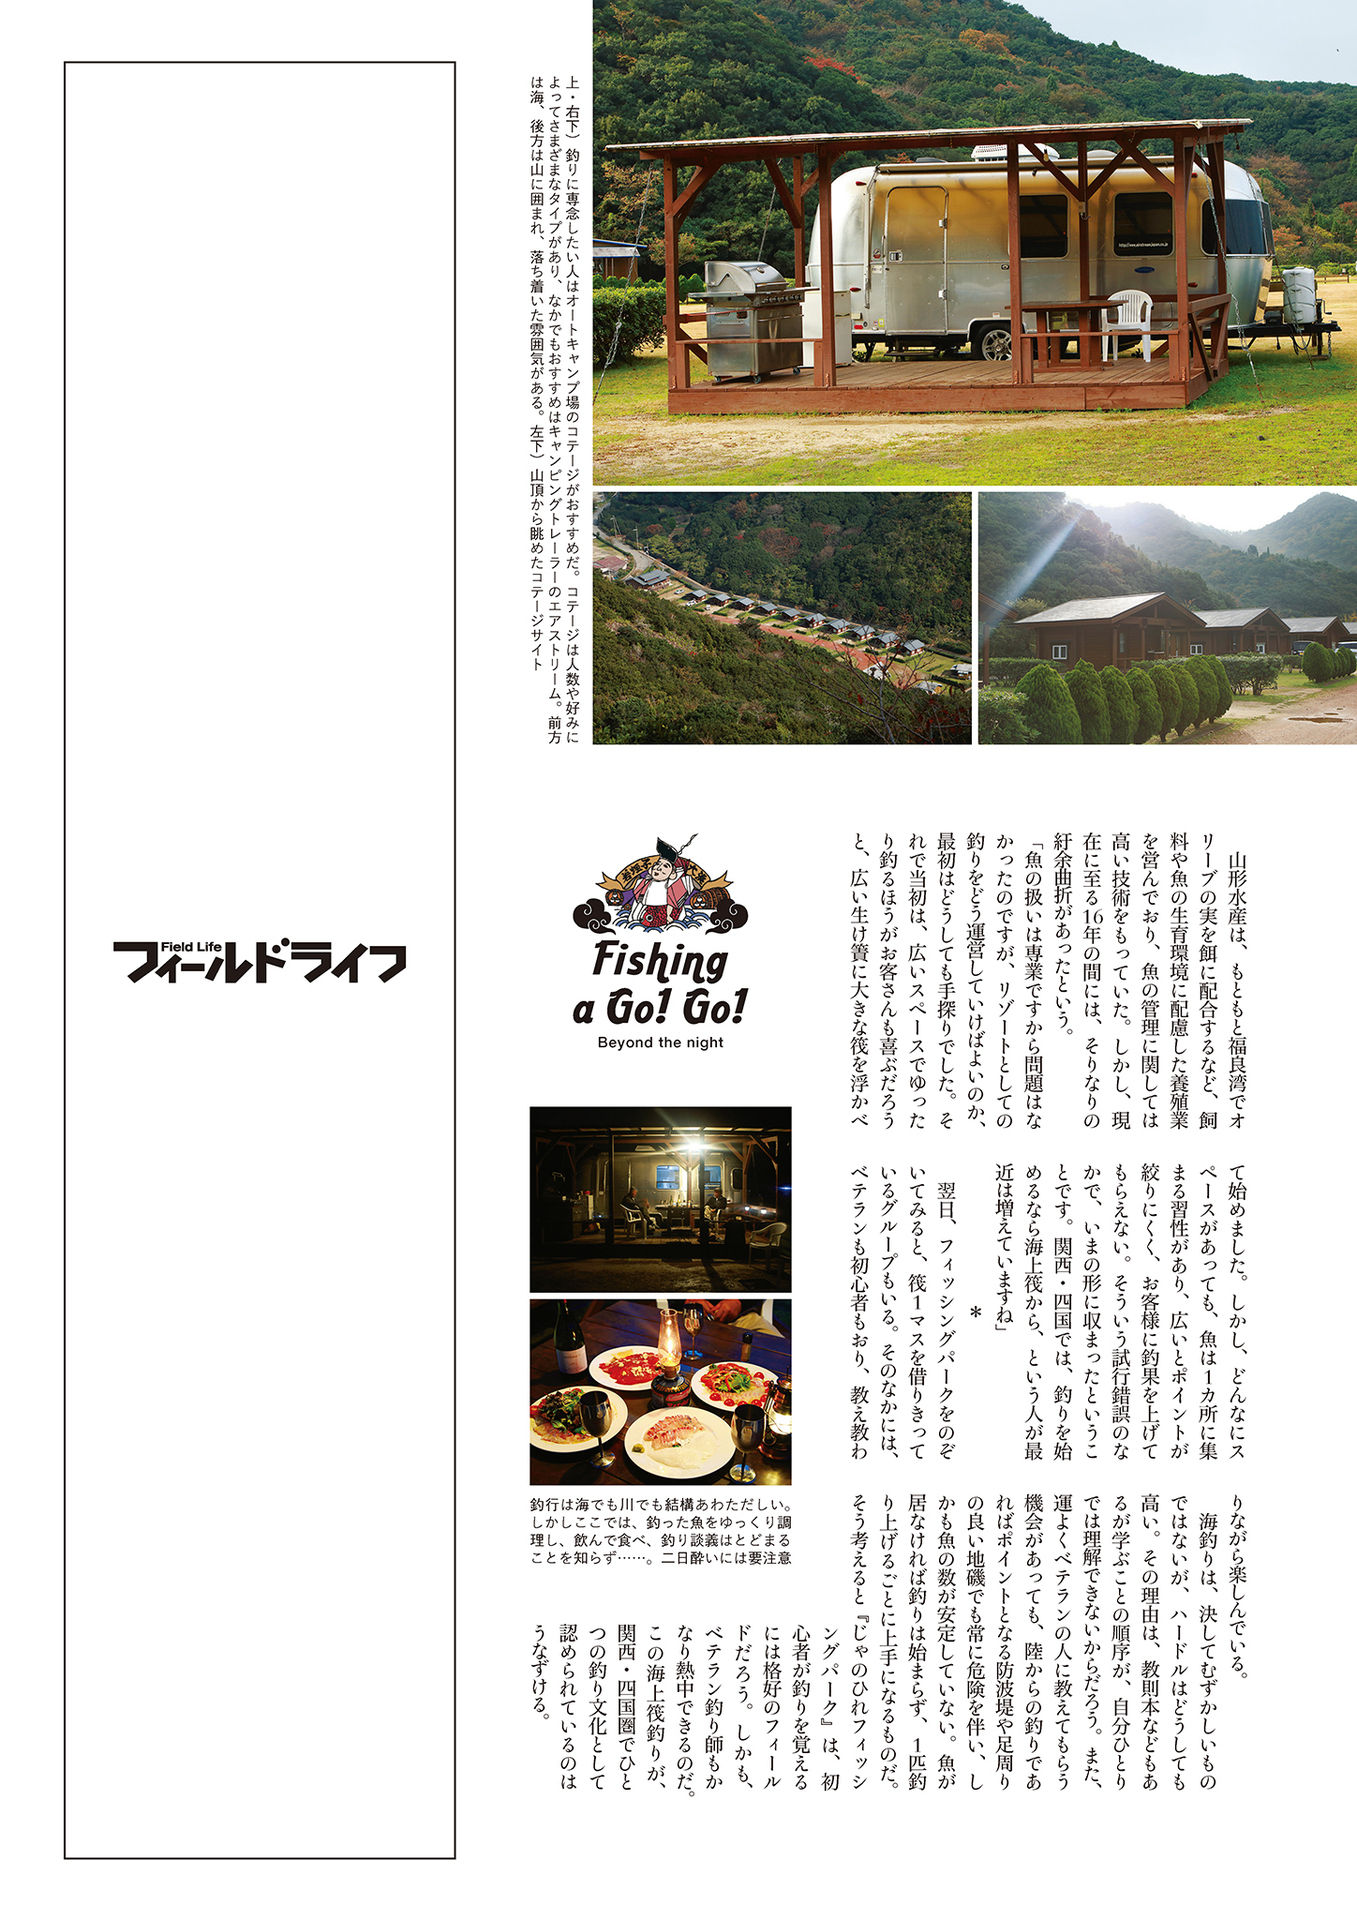 上・右下）釣りに専念したい人はオートキャンプ場のコテージがおすすめだ。コテージは人数や好みに
よってさまざまなタイプがあり、なかでもおすすめはキャンピングトレーラーのエアストリーム。前方
は海、後方は山に囲まれ、落ち着いた雰囲気がある。左下）山頂から眺めたコテージサイト
http://www.airstreamjapan.co.jp
山形水産は、もともと福良湾でオ
リーブの実を餌に配合するなど、飼
料や魚の生育環境に配慮した養殖業
を営んでおり、魚の管理に関しては
高い技術をもっていた。しかし、現
在に至る16年の間には、それなりの
紆余曲折があったという。
「魚の扱いは専業ですから問題はな
かったのですが、リゾートとしての
釣りをどう運営していけばよいのか、
最初はどうしても手探りでした。そ
れで当初は、広いスペースでゆった
り釣るほうがお客さんも喜ぶだろう
と、広い生け簀に大きな筏を浮かべ
て始めました。しかし、どんなにス
ペースがあっても、魚は1カ所に集
まる習性があり、広いとポイントが
絞りにくく、お客様に釣果を上げて
もらえない。そういう試行錯誤のな
かで、いまの形に収まったというこ
とです。関西・四国では、釣りを始
めるなら海上筏から、という人が最
近は増えていますね」
＊
翌日、フィッシングパークをのぞ
いてみると、筏1マスを借りきって
いるグループもいる。そのなかには、
ベテランも初心者もおり、教え教わ
りながら楽しんでいる。
海釣りは、決してむずかしいもの
ではないが、ハードルはどうしても
高い。その理由は、教則本などもあ
るが学ぶことの順序が、自分ひとり
では理解できないからだろう。また、
運よくベテランの人に教えてもらう
機会があっても、陸からの釣りであ
ればポイントとなる防波堤や足周り
の良い地磯でも常に危険を伴い、し
かも魚の数が安定していない。魚が
居なければ釣りは始まらず、1匹釣
り上げるごとに上手になるものだ。
そう考えると『じゃのひれフィッシ
ングパーク』は、初
心者が釣りを覚える
には格好のフィール
ドだろう。しかも、
ベテラン釣り師もか
なり熱中できるのだ。
この海上筏釣りが、
関西・四国圏でひと
つの釣り文化として
認められているのは
うなずける。
Fishing
a Go! Go!
Beyond the night
釣行は海でも川でも結構あわただしい。
しかしここでは、釣った魚をゆっくり調
理し、飲んで食べ、釣り談義はとどまる
ことを知らず……。二日酔いには要注意
Field Life
フィールドライフ